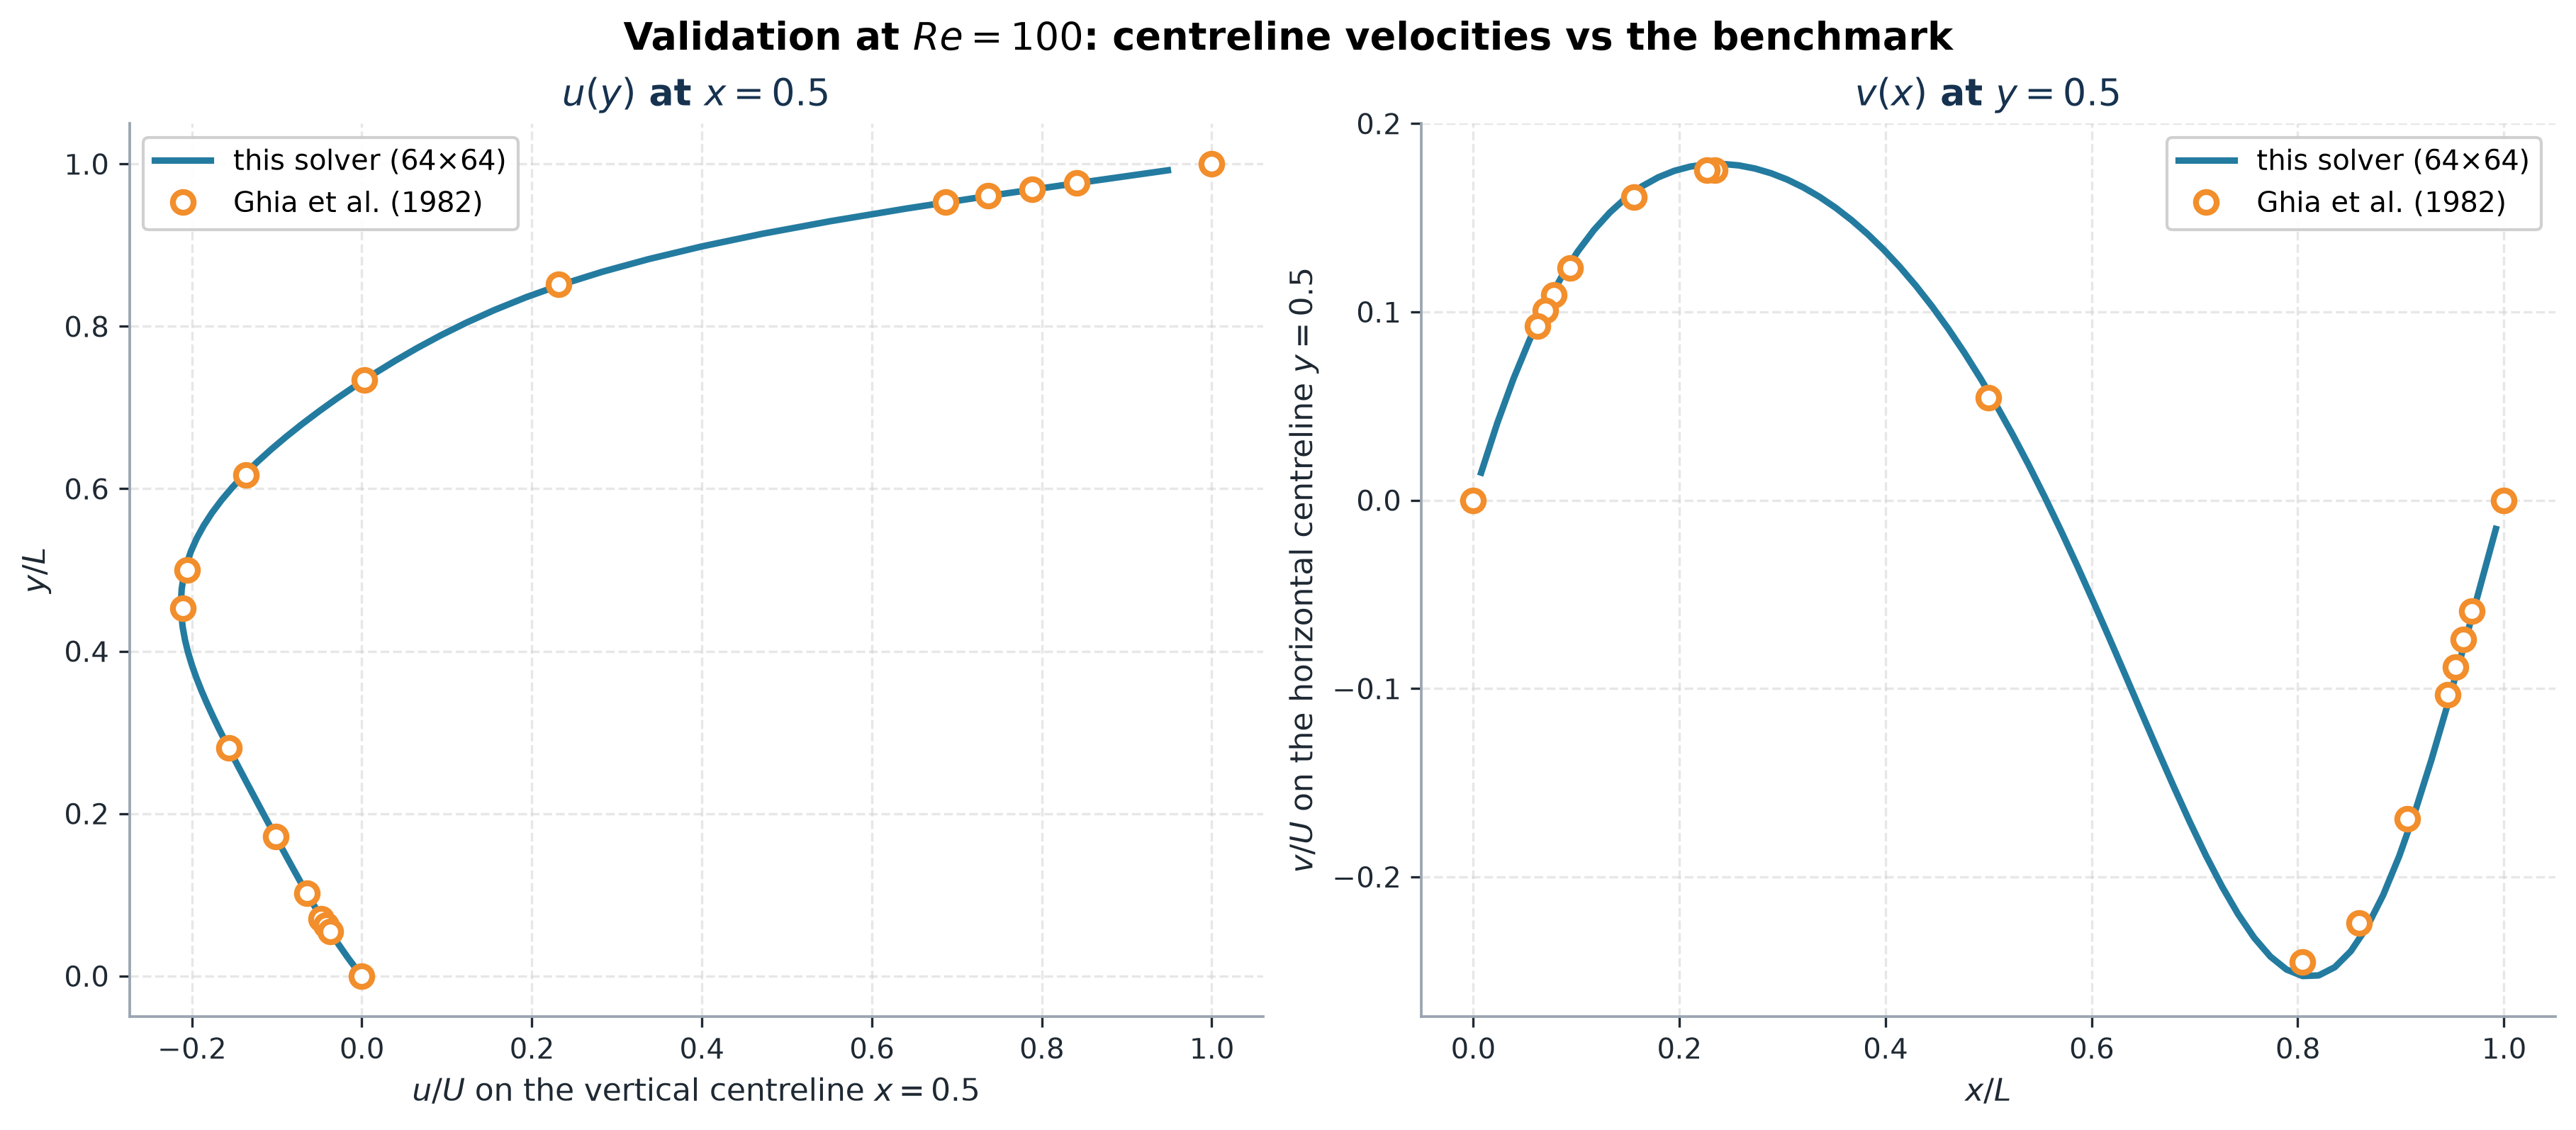 Validation at Re = 100: centreline velocities vs the benchmark
u(y) at x = 0.5
this solver (64×64)
Ghia et al. (1982)
y/L
1.0
0.8
0.6
0.4
0.2
0.0
−0.2 0.0 0.2 0.4 0.6 0.8 1.0
u/U on the vertical centreline x = 0.5
v(x) at y = 0.5
this solver (64×64)
Ghia et al. (1982)
v/U on the horizontal centreline y = 0.5
0.2
0.1
0.0
−0.1
−0.2
0.0 0.2 0.4 0.6 0.8 1.0
x/L